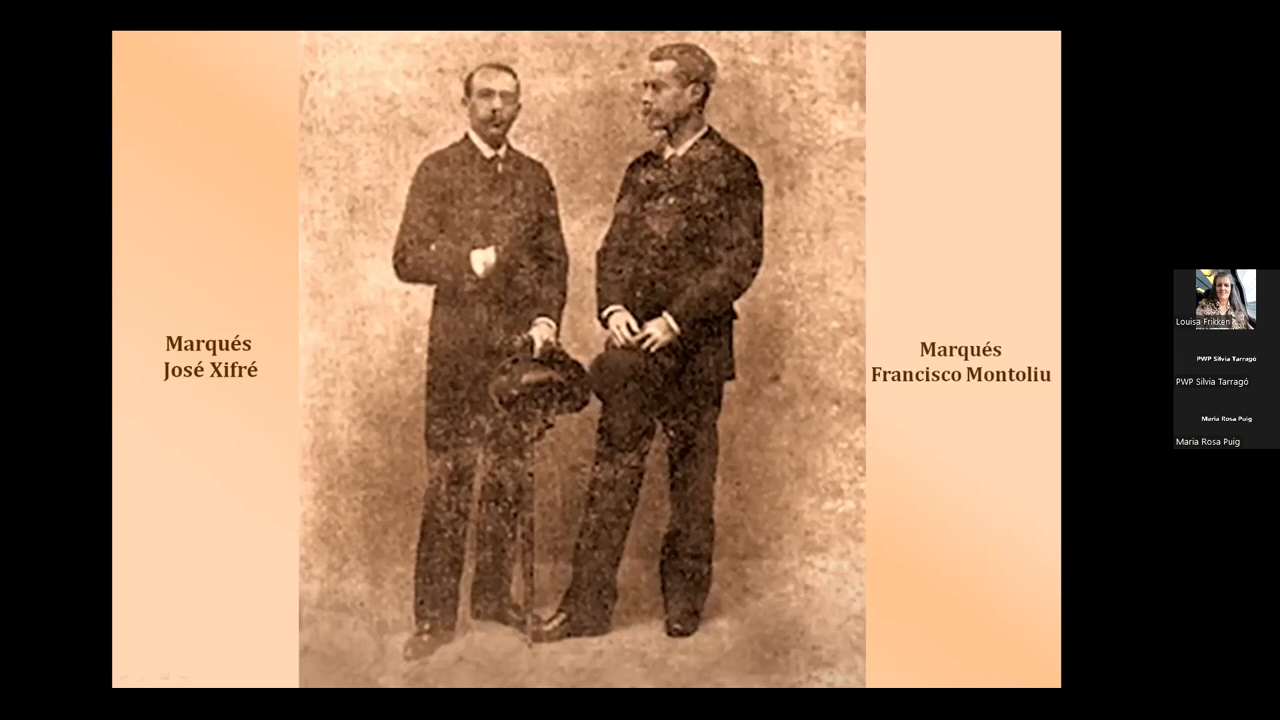 Marqués
José Xifré
Marqués
Francisco Montoliu
Louisa Frikken
PWP Silvia Tarragó
PWP Silvia Tarragó
Maria Rosa Puig
Maria Rosa Puig